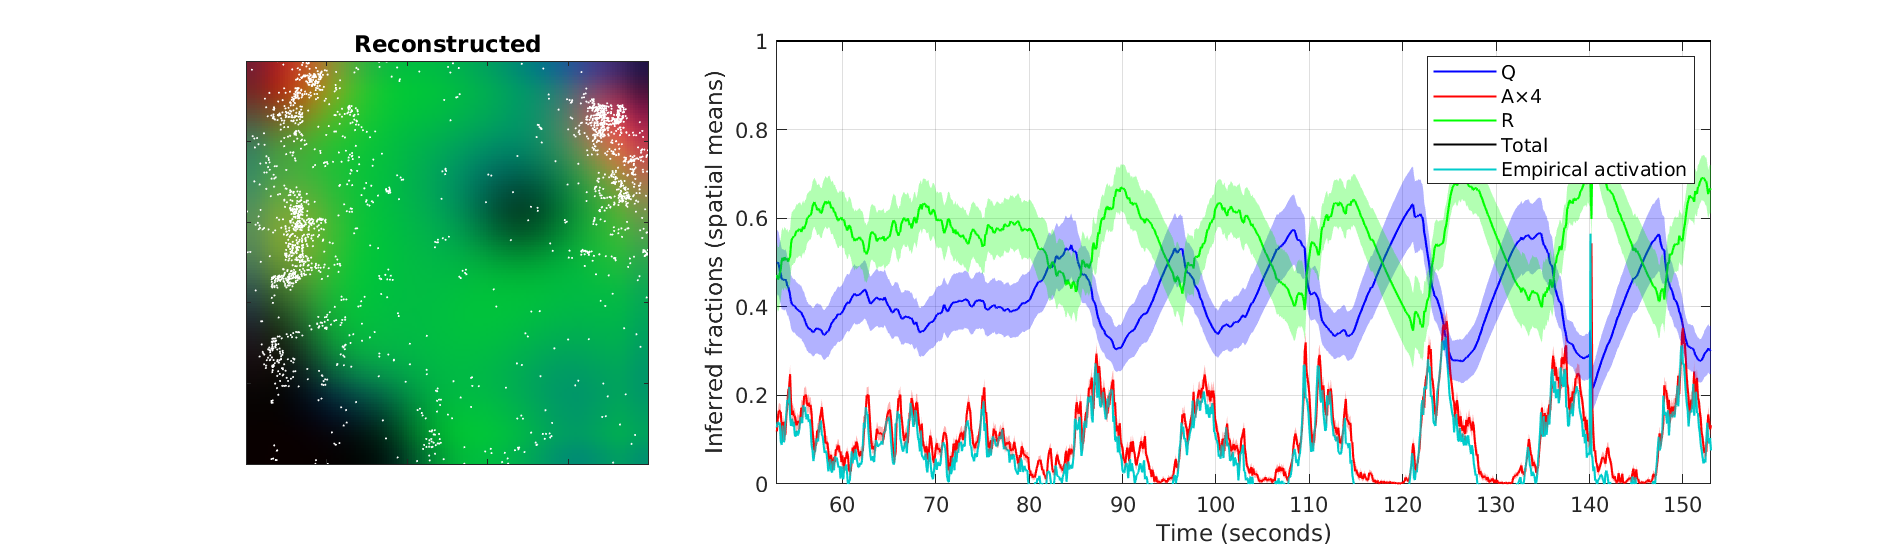 Reconstructed
Inferred fractions (spatial means)
1
0.8
0.6
0.4
0.2
0
60 70 80 90 100 110 120 130 140 150
Time (seconds)
Q
A×4
R
Total
Empirical activation